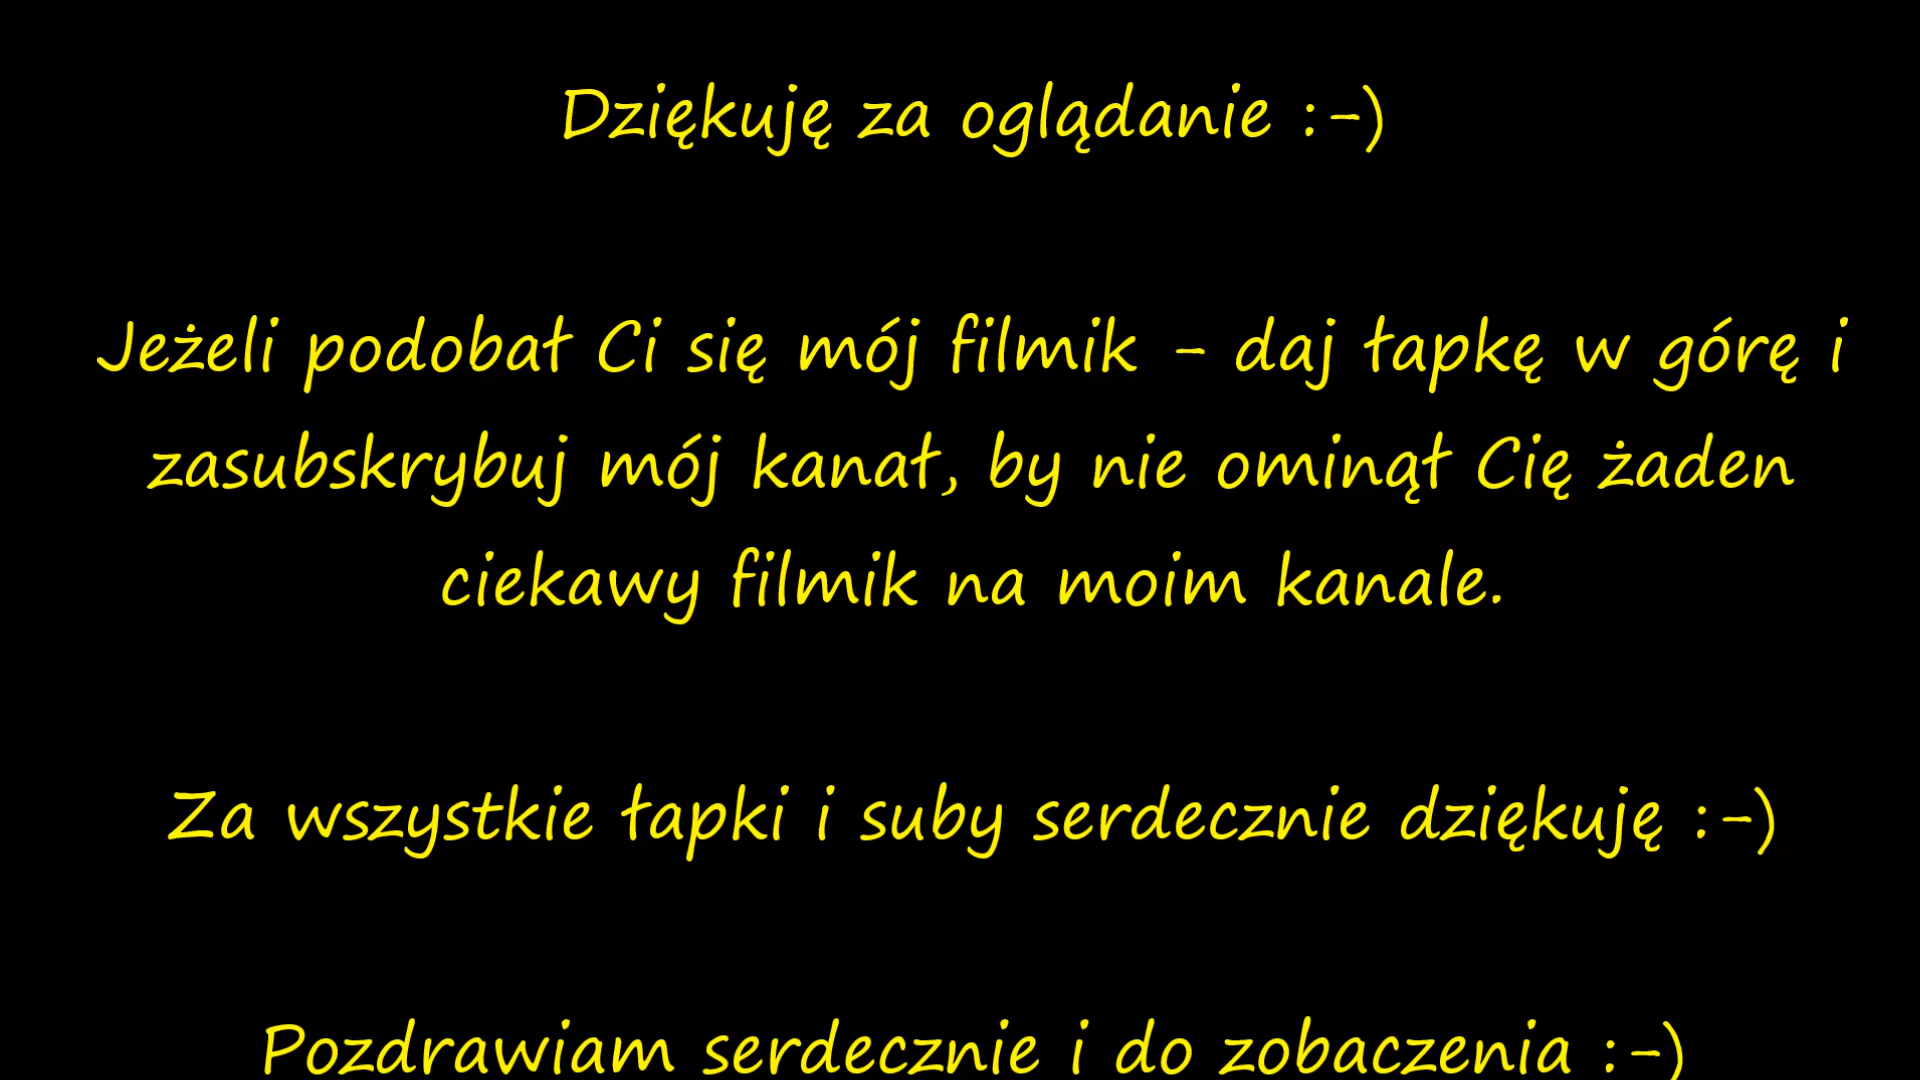 Dziękuję za oglądanie :-)
Jeżeli podobał Ci się mój filmik - daj łapkę w górę i
zasubskrybuj mój kanał, by nie ominął Cię żaden
ciekawy filmik na moim kanale.
Za wszystkie łapki i suby serdecznie dziękuję :-)
Pozdrawiam serdecznie i do zobaczenia :-)